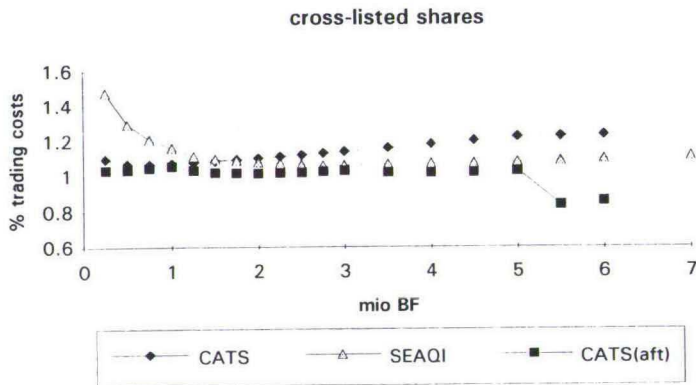 cross-listed shares
% trading costs
1.6
1.4
1.2
1
0.8
0.6
0 1 2 3 4 5 6 7
mio BF
CATS SEAQI CATS(aft)